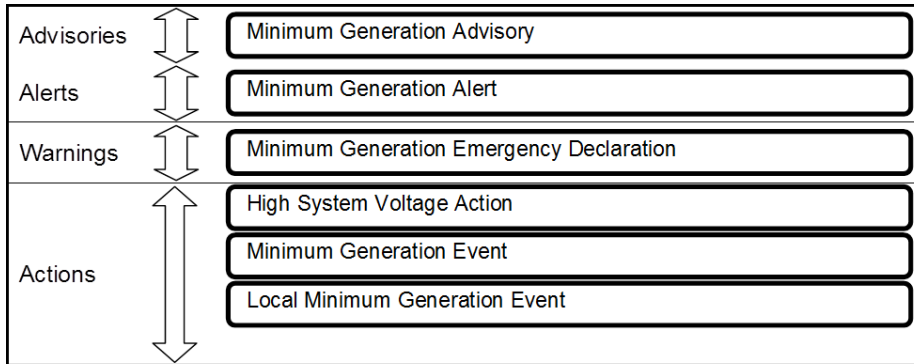 Advisories
Minimum Generation Advisory
Alerts
Minimum Generation Alert
Warnings
Minimum Generation Emergency Declaration
Actions
High System Voltage Action
Minimum Generation Event
Local Minimum Generation Event